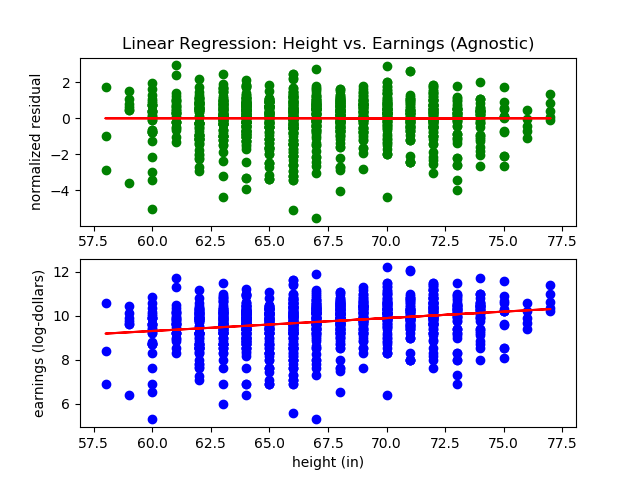 Linear Regression: Height vs. Earnings (Agnostic)
normalized residual
2
0
−2
−4
57.5 60.0 62.5 65.0 67.5 70.0 72.5 75.0 77.5
earnings (log-dollars)
12
10
8
6
57.5 60.0 62.5 65.0 67.5 70.0 72.5 75.0 77.5
height (in)